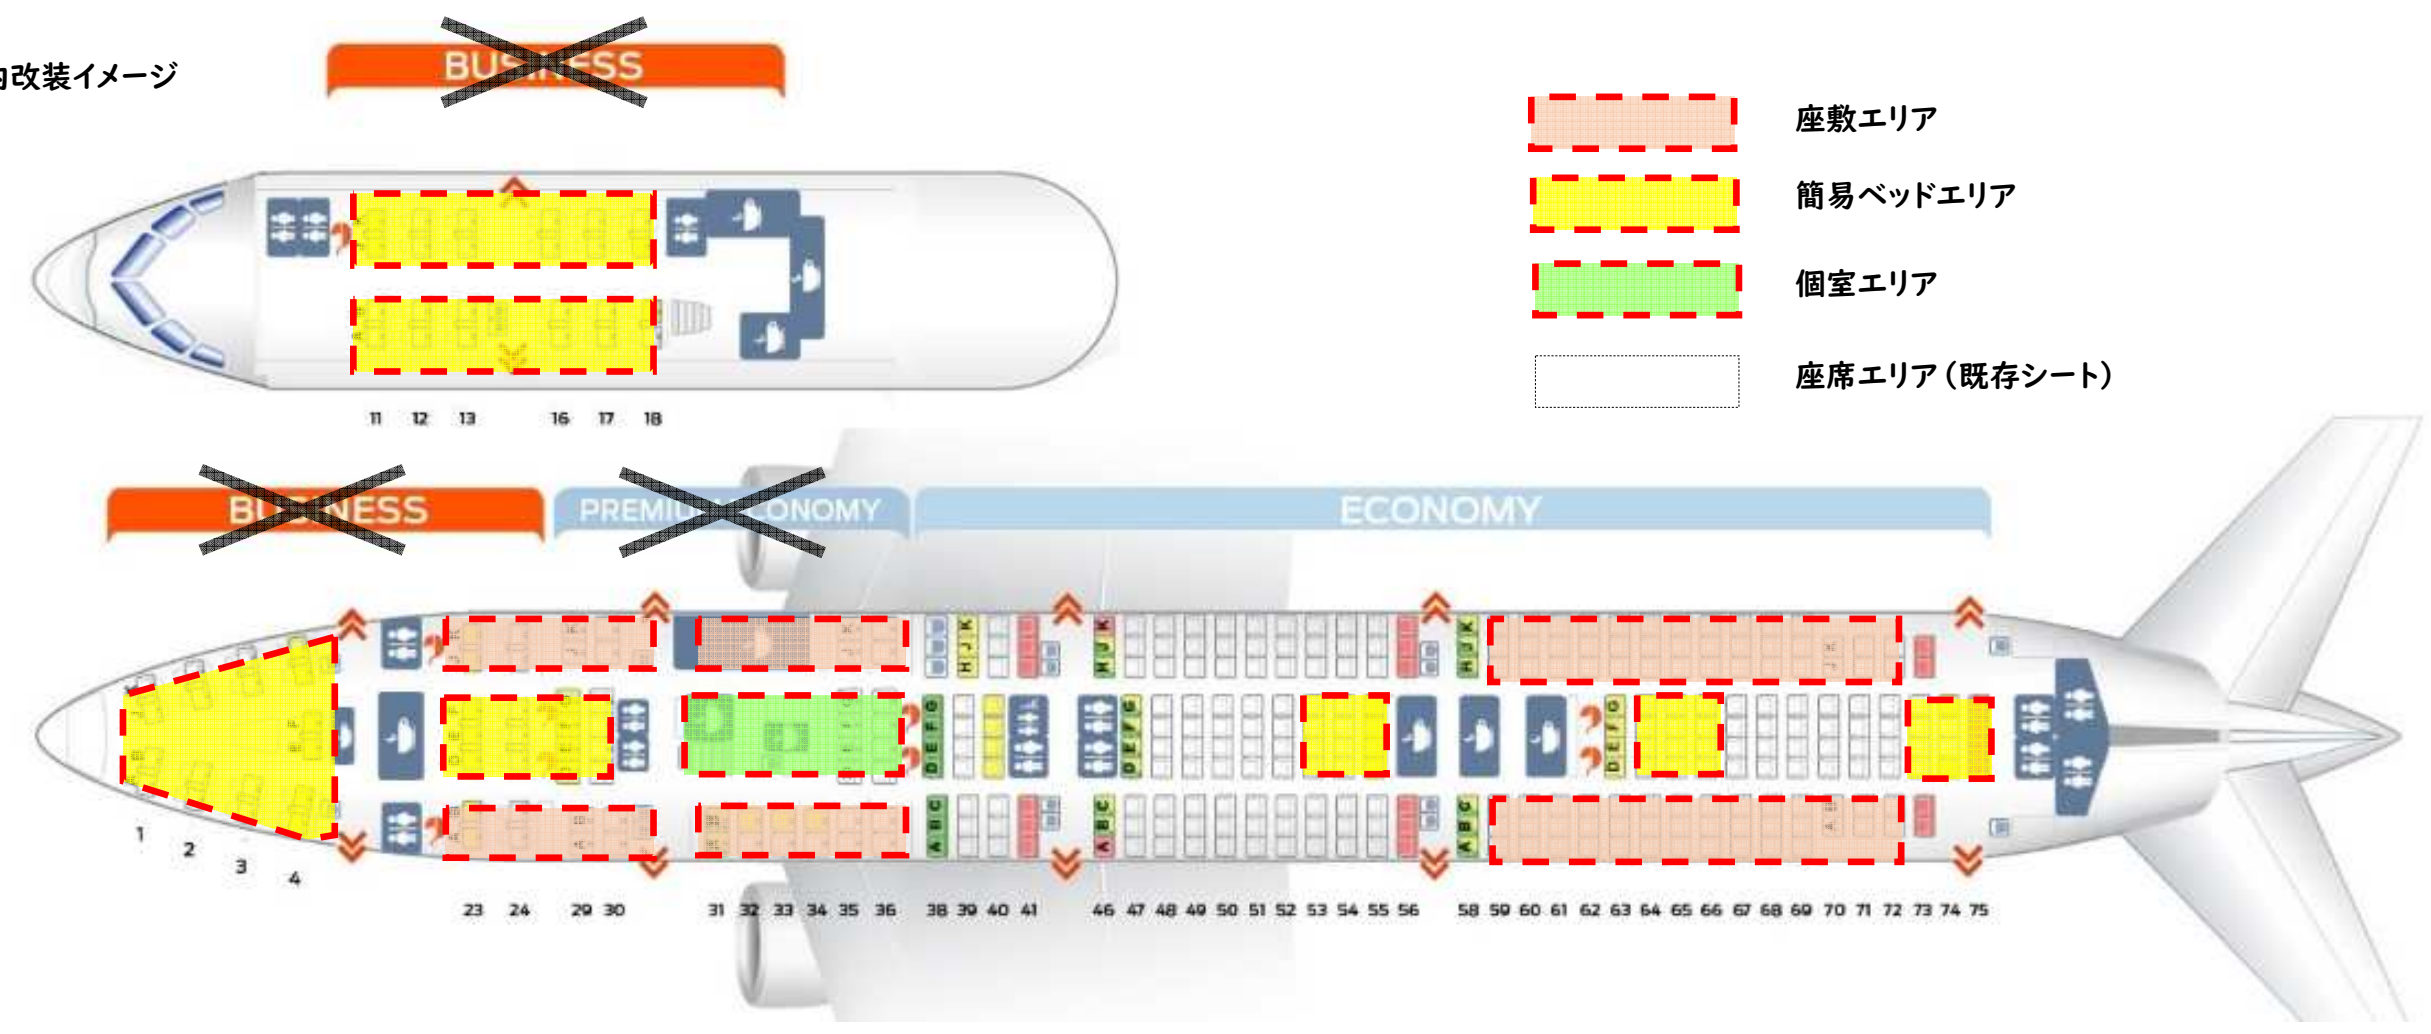 内改装イメージ
BUSINESS
座敷エリア
簡易ベッドエリア
個室エリア
座席エリア（既存シート）
11 12 13 16 17 18
BUSINESS
PREMIUM ECONOMY
ECONOMY
H J K
H J K
H J K
D E F G
D E F G
D E F G
A B C
A B C
A B C
1 2 3 4
23 24 29 30 31 32 33 34 35 36 38 39 40 41 46 47 48 49 50 51 52 53 54 55 56 58 59 60 61 62 63 64 65 66 67 68 69 70 71 72 73 74 75